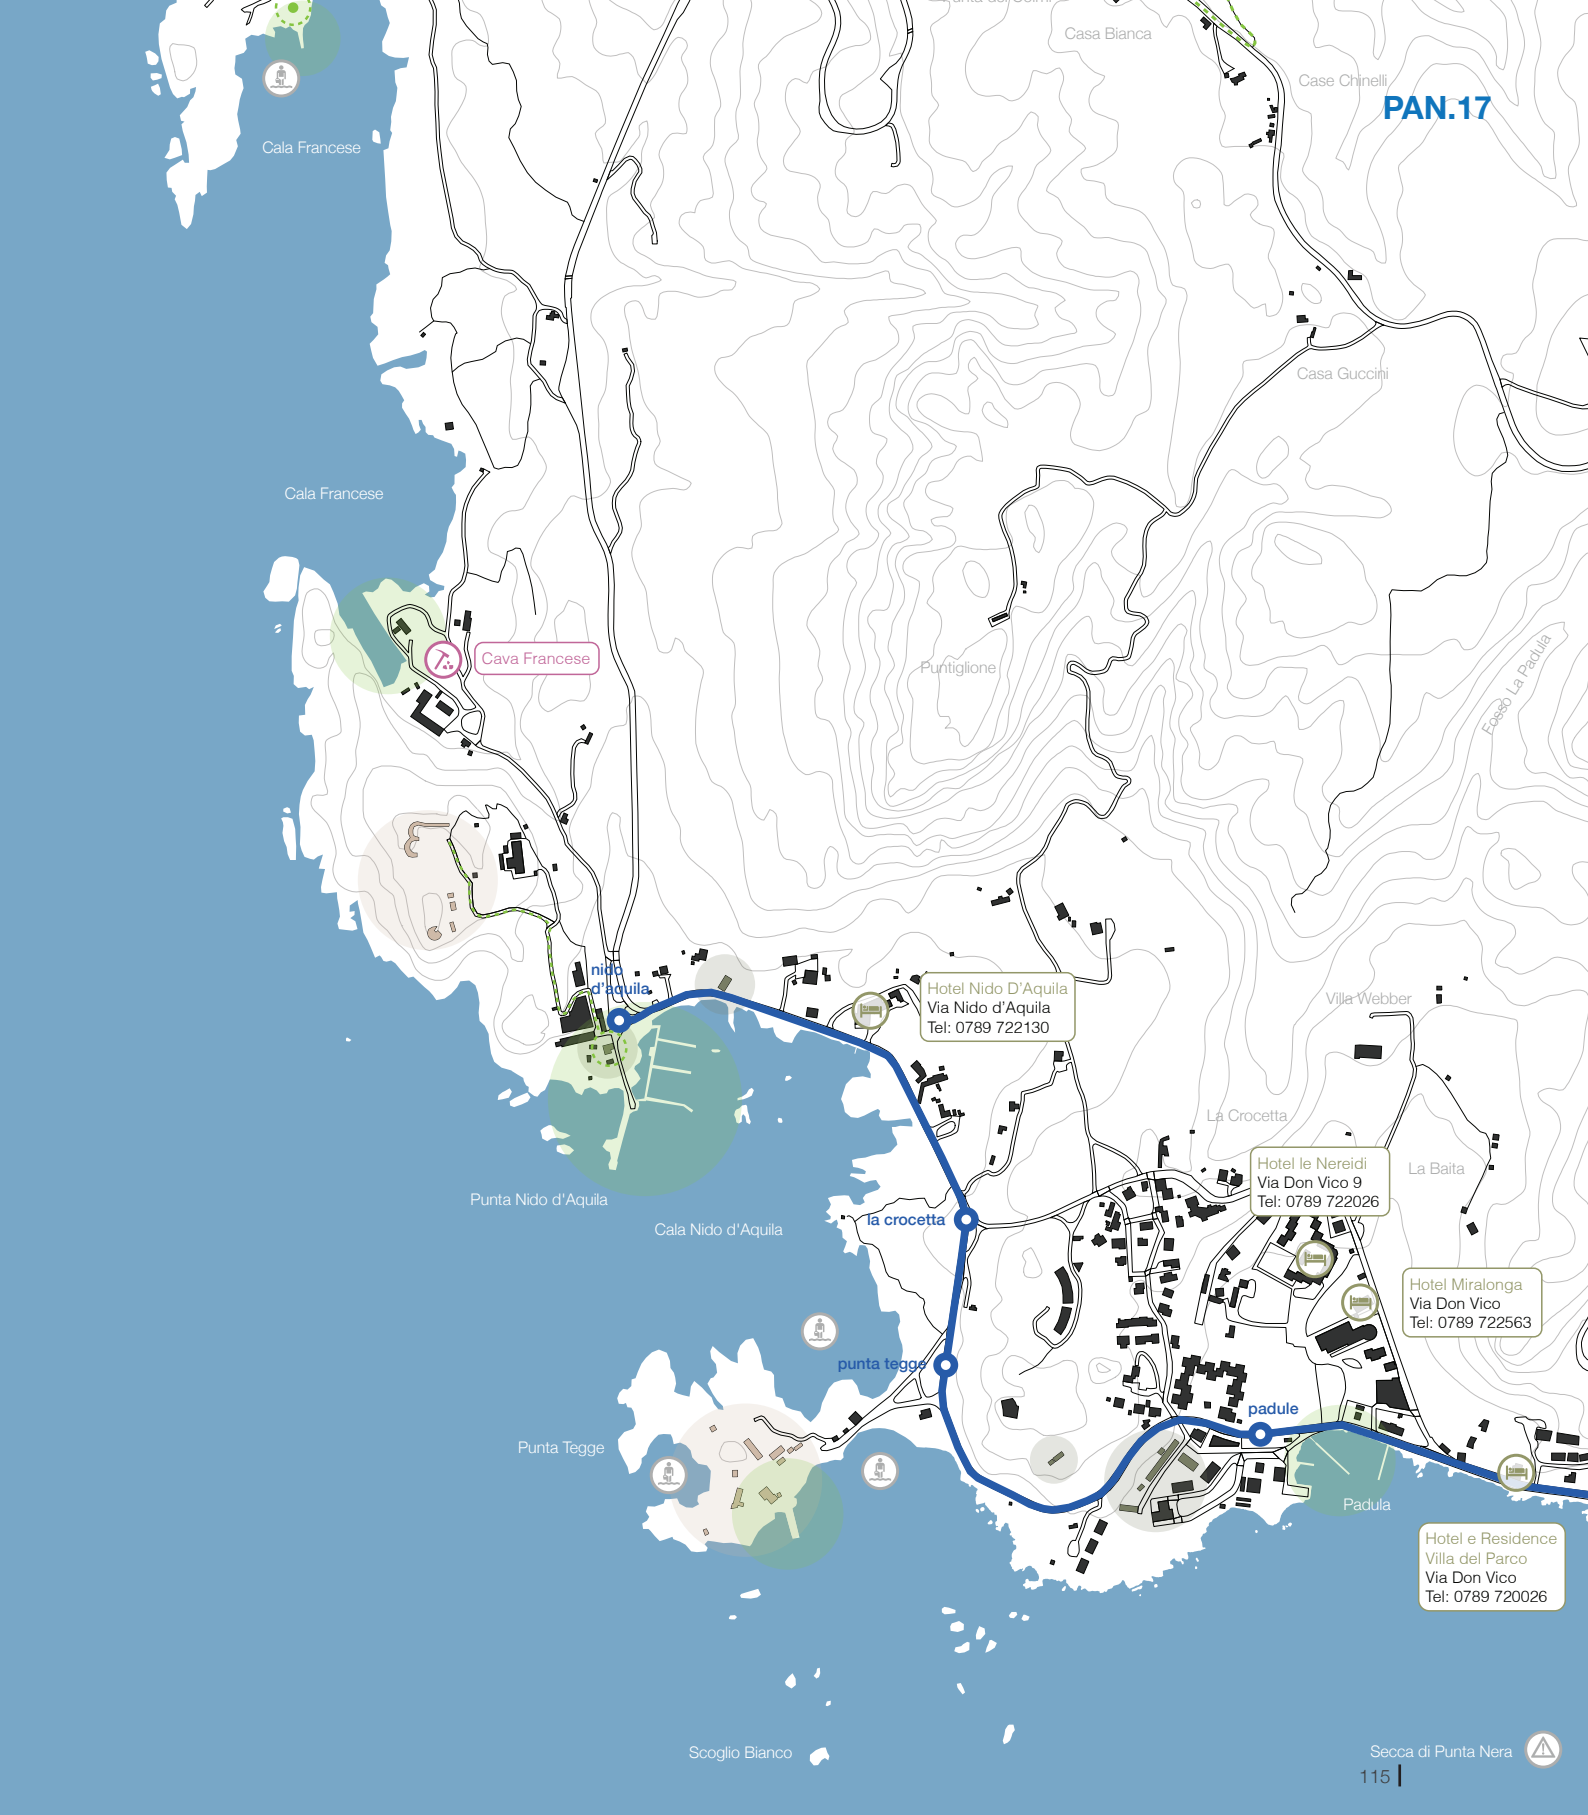 Casa Bianca
Case Chinelli
PAN.17
Cala Francese
Casa Guccini
Cala Francese
Cava Francese
Puntiglione
Fosso La Padula
nido
d'aquila
Hotel Nido D'Aquila
Via Nido d'Aquila
Tel: 0789 722130
Villa Webber
La Crocetta
Hotel le Nereidi
Via Don Vico 9
Tel: 0789 722026
La Baita
Punta Nido d'Aquila
Cala Nido d'Aquila
la crocetta
Hotel Miralonga
Via Don Vico
Tel: 0789 722563
punta tegge
padule
Punta Tegge
Padula
Hotel e Residence
Villa del Parco
Via Don Vico
Tel: 0789 720026
Scoglio Bianco
Secca di Punta Nera
115